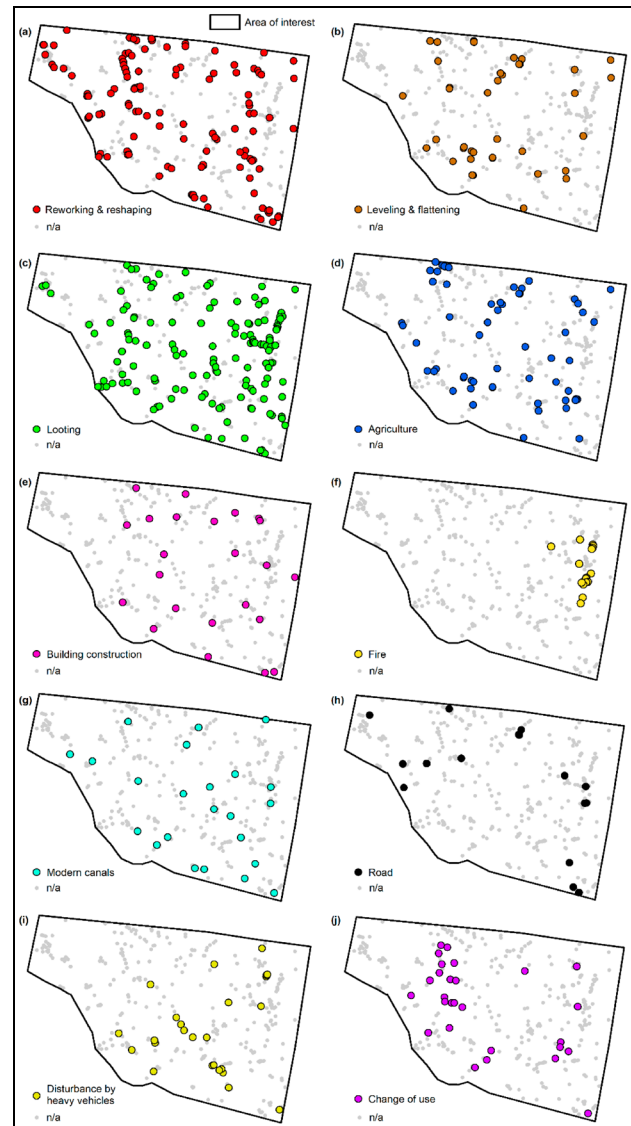 Area of interest
(a)
Reworking & reshaping
n/a
(b)
Leveling & flattening
n/a
(c)
Looting
n/a
(d)
Agriculture
n/a
(e)
Building construction
n/a
(f)
Fire
n/a
(g)
Modern canals
n/a
(h)
Road
n/a
(i)
Disturbance by
heavy vehicles
n/a
(j)
Change of use
n/a